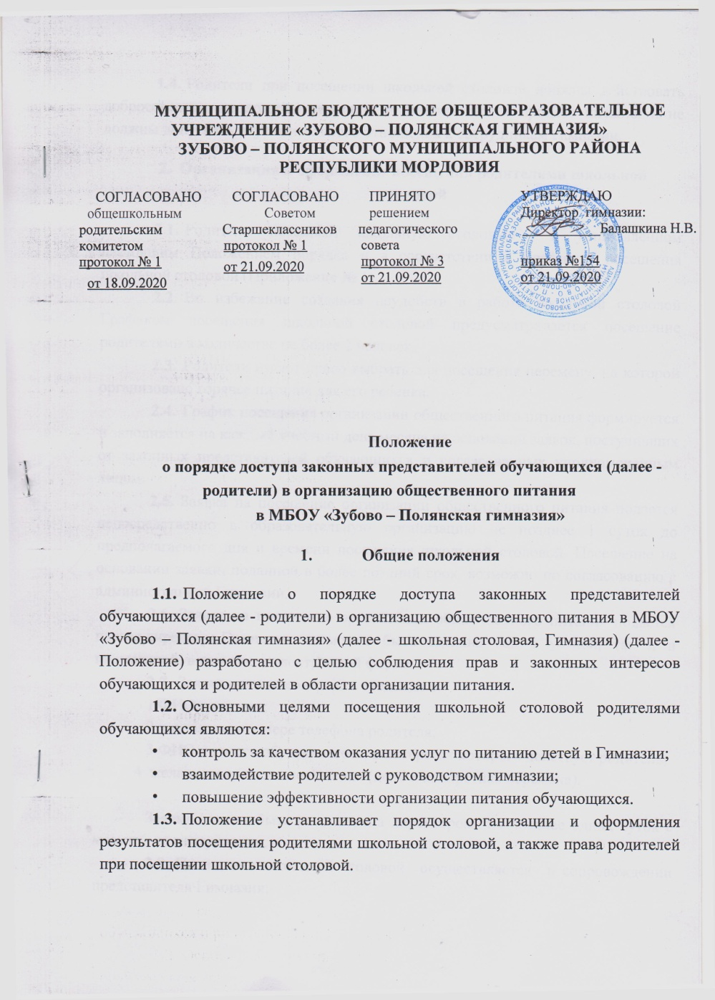 МУНИЦИПАЛЬНОЕ БЮДЖЕТНОЕ ОБЩЕОБРАЗОВАТЕЛЬНОЕ
УЧРЕЖДЕНИЕ «ЗУБОВО – ПОЛЯНСКАЯ ГИМНАЗИЯ»
ЗУБОВО – ПОЛЯНСКОГО МУНИЦИПАЛЬНОГО РАЙОНА
РЕСПУБЛИКИ МОРДОВИЯ
СОГЛАСОВАНО
общешкольным
родительским
комитетом
протокол № 1
от 18.09.2020
СОГЛАСОВАНО
Советом
Старшеклассников
протокол № 1
от 21.09.2020
ПРИНЯТО
решением
педагогического
совета
протокол № 3
от 21.09.2020
УТВЕРЖДАЮ
Директор гимназии:
Балашкина Н.В.
приказ №154
от 21.09.2020
Положение
о порядке доступа законных представителей обучающихся (далее -
родители) в организацию общественного питания
в МБОУ «Зубово – Полянская гимназия»
1. Общие положения
1.1. Положение о порядке доступа законных представителей
обучающихся (далее - родители) в организацию общественного питания в МБОУ
«Зубово – Полянская гимназия» (далее - школьная столовая, Гимназия) (далее -
Положение) разработано с целью соблюдения прав и законных интересов
обучающихся и родителей в области организации питания.
1.2. Основными целями посещения школьной столовой родителями
обучающихся являются:
• контроль за качеством оказания услуг по питанию детей в Гимназии;
• взаимодействие родителей с руководством гимназии;
• повышение эффективности организации питания обучающихся.
1.3. Положение устанавливает порядок организации и оформления
результатов посещения родителями школьной столовой, а также права родителей
при посещении школьной столовой.